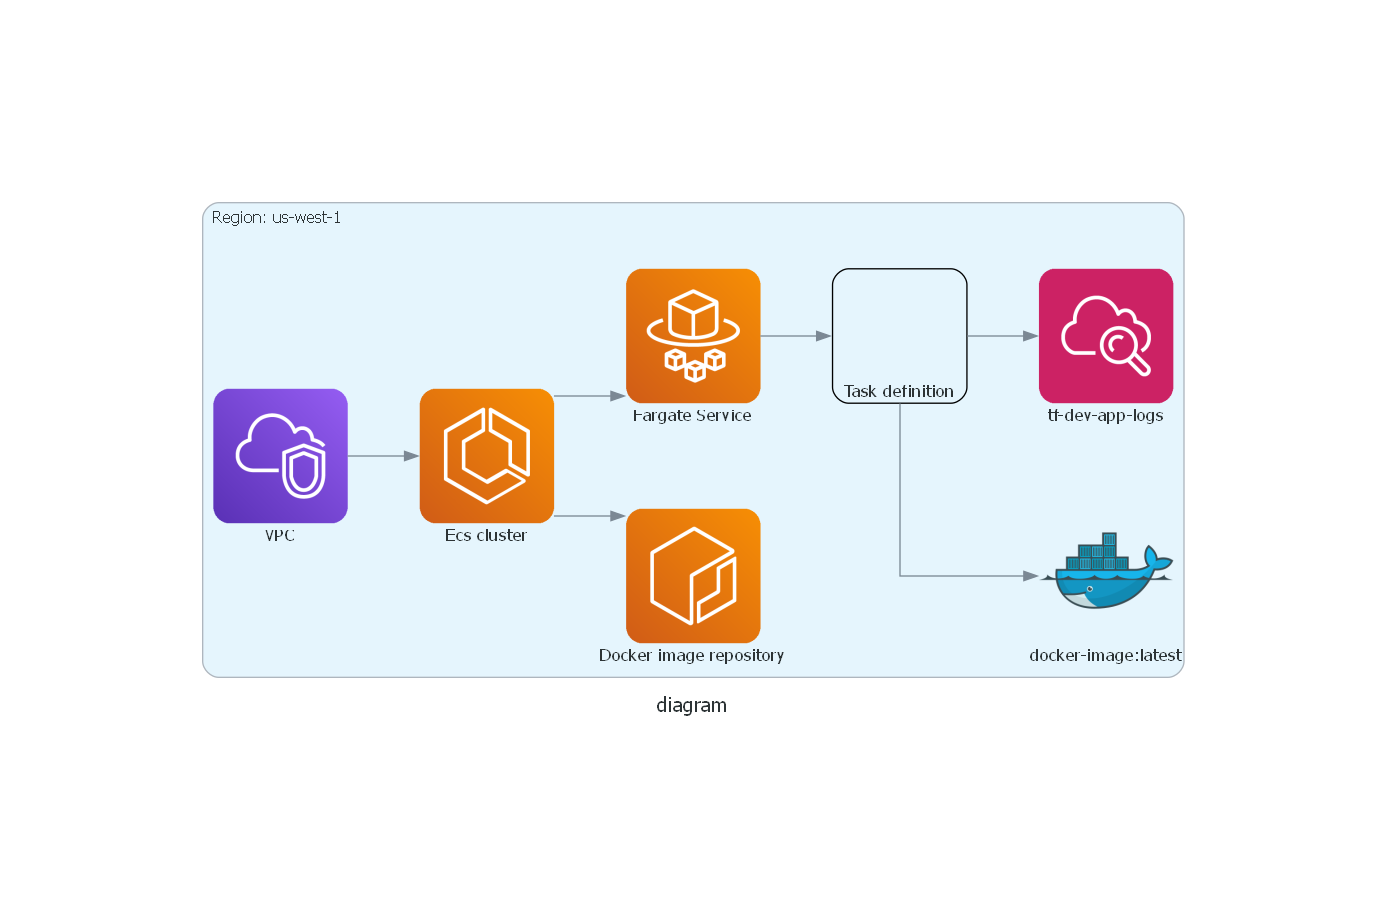 Region: us-west-1
Task definition
Fargate Service
tf-dev-app-logs
VPC
Ecs cluster
Docker image repository
docker-image:latest
diagram